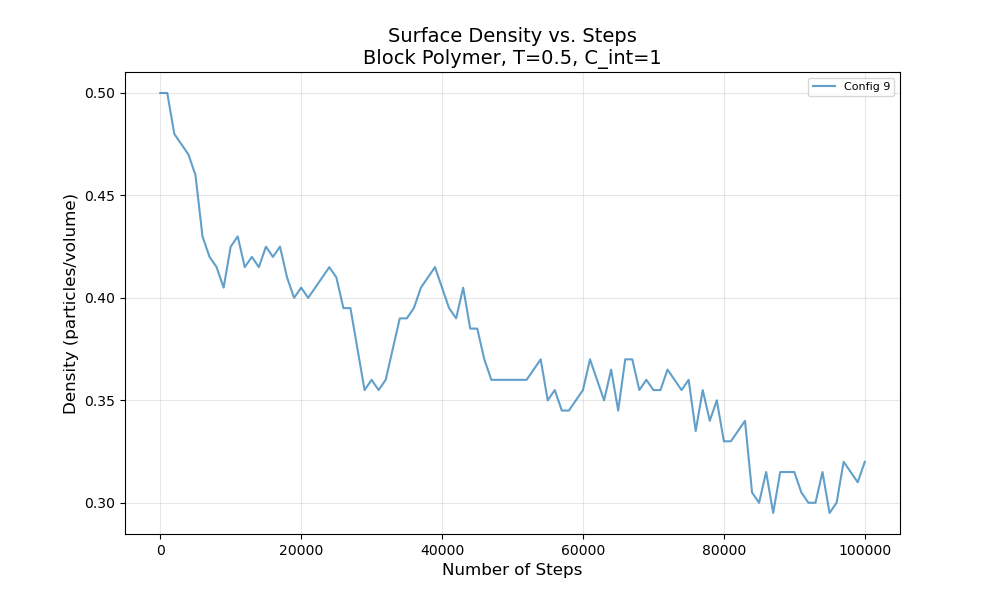 Surface Density vs. Steps
Block Polymer, T=0.5, C_int=1
Config 9
Density (particles/volume)
0.50
0.45
0.40
0.35
0.30
0
20000
40000
60000
80000
100000
Number of Steps